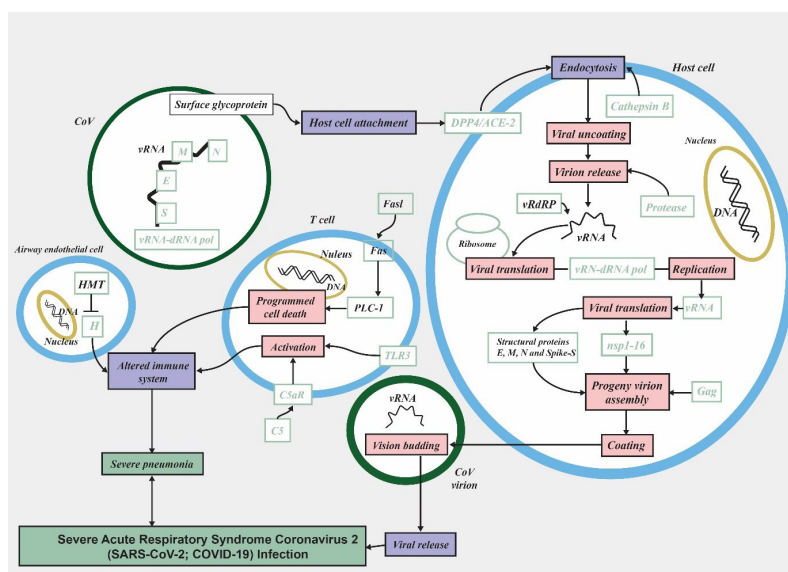 CoV
Surface glycoprotein
vRNA
M
N
E
S
vRNA-dRNA pol
Host cell attachment
DPP4/ACE-2
Endocytosis
Host cell
Cathepsin B
Viral uncoating
Virion release
Nucleus
DNA
Protease
vRdRP
vRNA
Ribosome
Viral translation
vRN-dRNA pol
Replication
Viral translation
vRNA
Structural proteins
E, M, N and Spike-S
nsp1-16
Progeny virion
assembly
Gag
Coating
T cell
Fasl
Fas
Nuleus
DNA
Programmed
cell death
PLC-1
Activation
TLR3
C5aR
C5
Airway endothelial cell
HMT
DNA
H
Nucleus
Altered immune
system
vRNA
Vision budding
CoV
virion
Severe pneumonia
Severe Acute Respiratory Syndrome Coronavirus 2
(SARS-CoV-2; COVID-19) Infection
Viral release